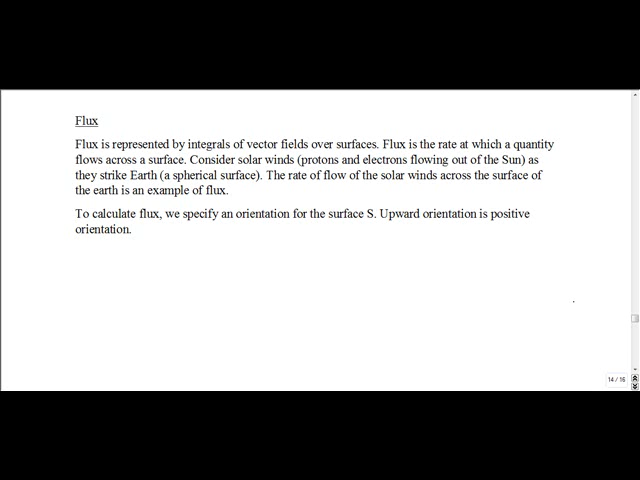 Flux
Flux is represented by integrals of vector fields over surfaces. Flux is the rate at which a quantity
flows across a surface. Consider solar winds (protons and electrons flowing out of the Sun) as
they strike Earth (a spherical surface). The rate of flow of the solar winds across the surface of
the earth is an example of flux.
To calculate flux, we specify an orientation for the surface S. Upward orientation is positive
orientation.
14 / 16